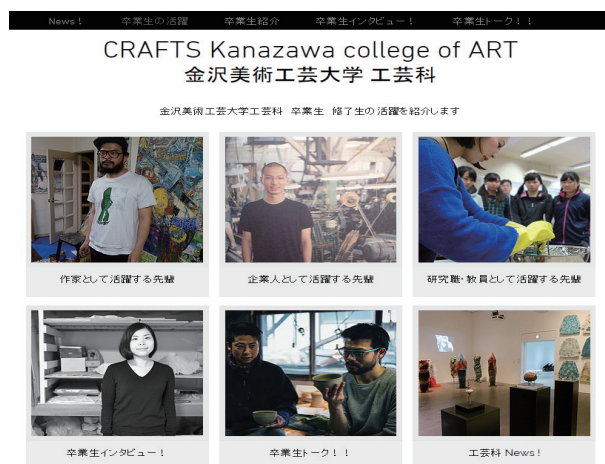 News！ 卒業生の活躍 卒業生紹介 卒業生インタビュー！ 卒業生トーク！！
CRAFTS Kanazawa college of ART
金沢美術工芸大学 工芸科
金沢美術工芸大学工芸科 卒業生 修了生の活躍を紹介します
作家として活躍する先輩 企業人として活躍する先輩 研究職・教員として活躍する先輩
卒業生インタビュー！ 卒業生トーク！！ 工芸科 News！